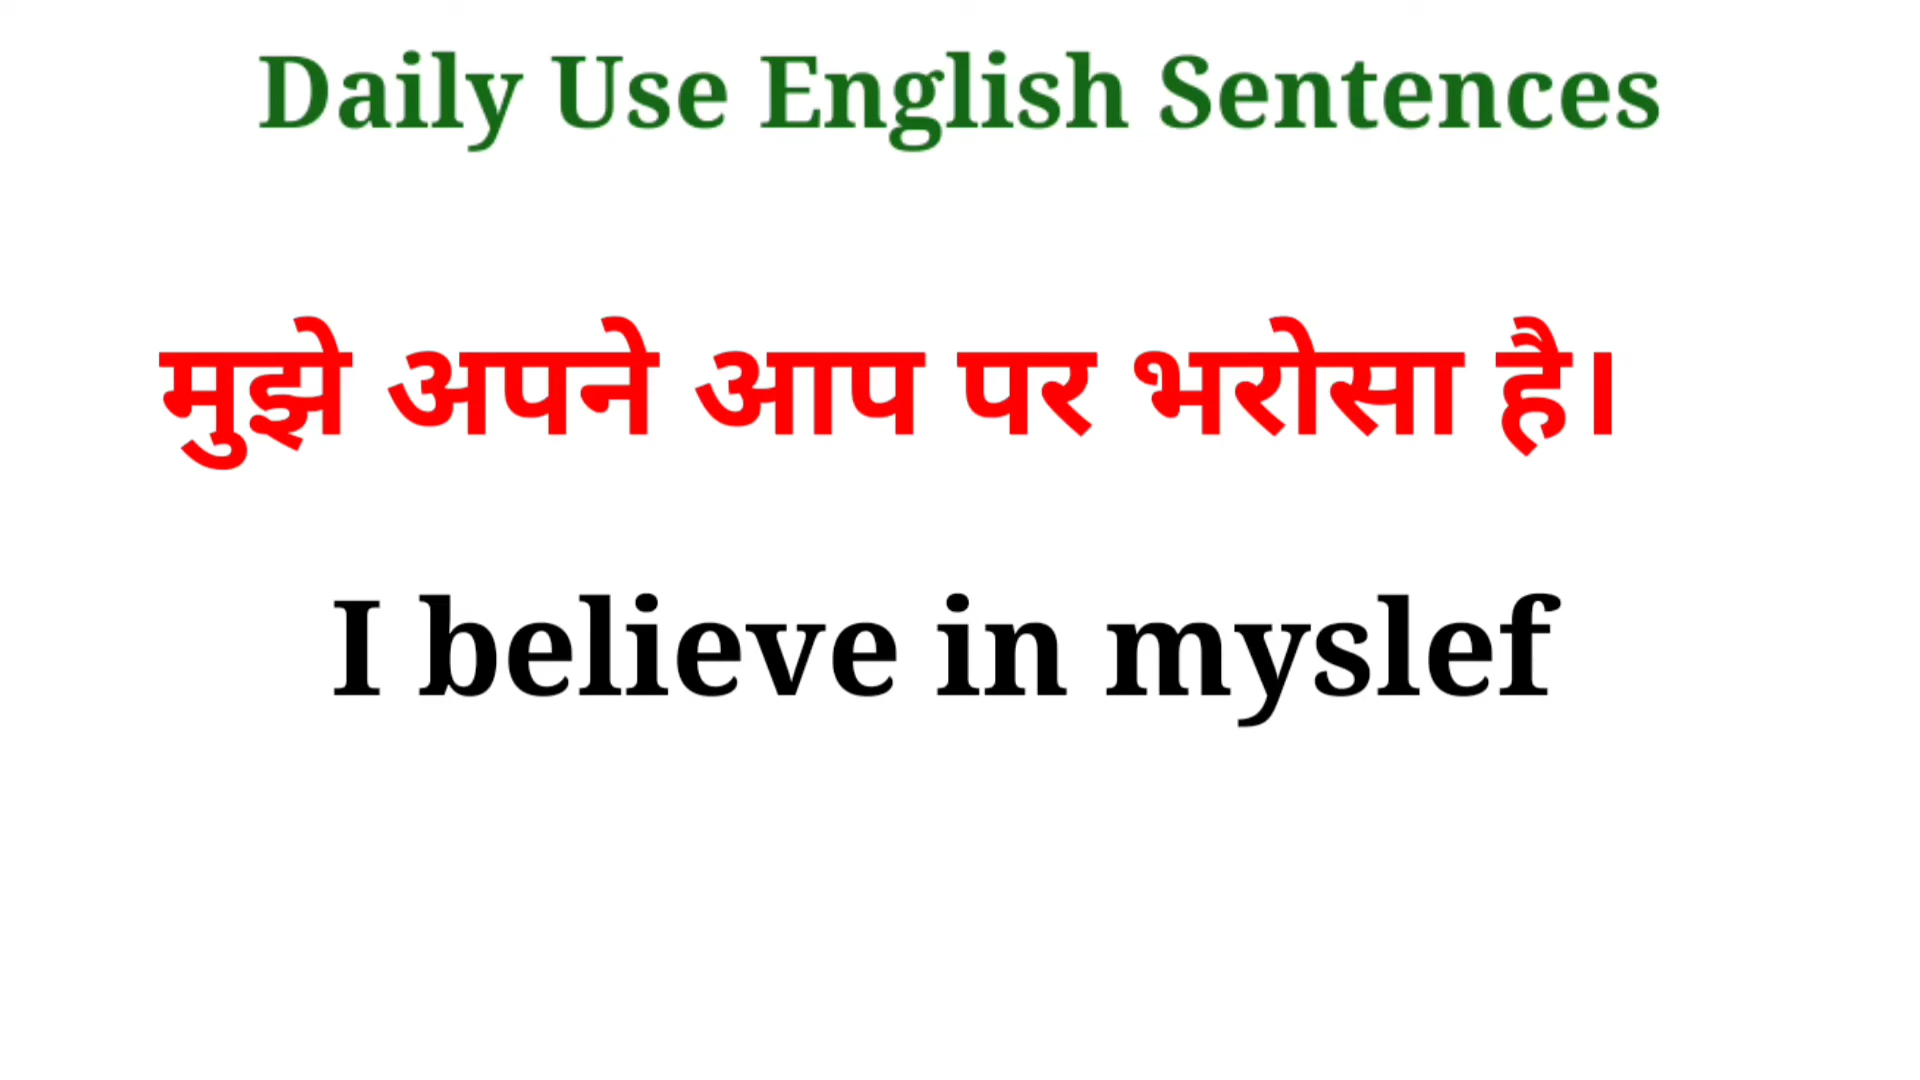 Daily Use English Sentences
मुझे अपने आप पर भरोसा है।
I believe in myslef